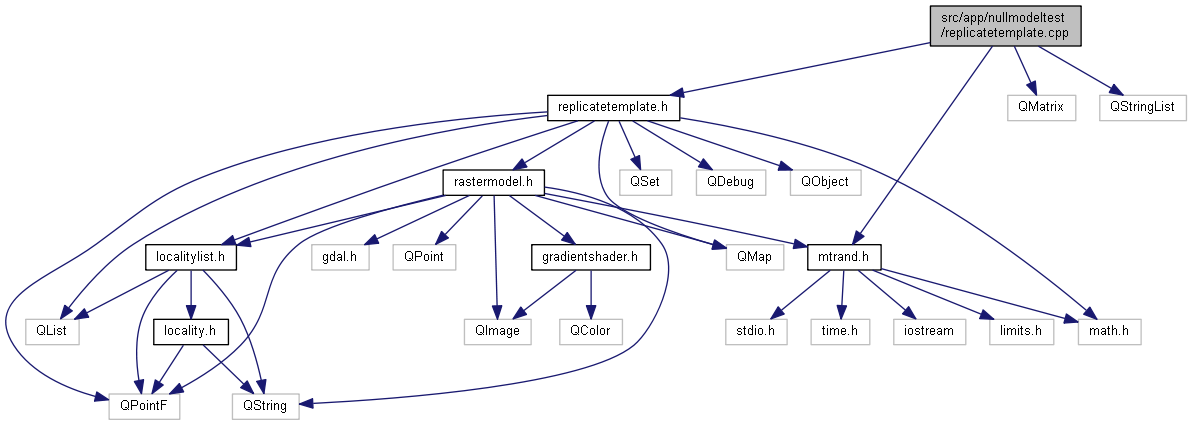 src/app/nullmodeltest
/replicatetemplate.cpp
replicatetemplate.h
QMatrix
QStringList
rastermodel.h
QSet
QDebug
QObject
localitylist.h
gdal.h
QPoint
gradientshader.h
QMap
mtrand.h
QList
locality.h
QImage
QColor
stdio.h
time.h
iostream
limits.h
math.h
QPointF
QString